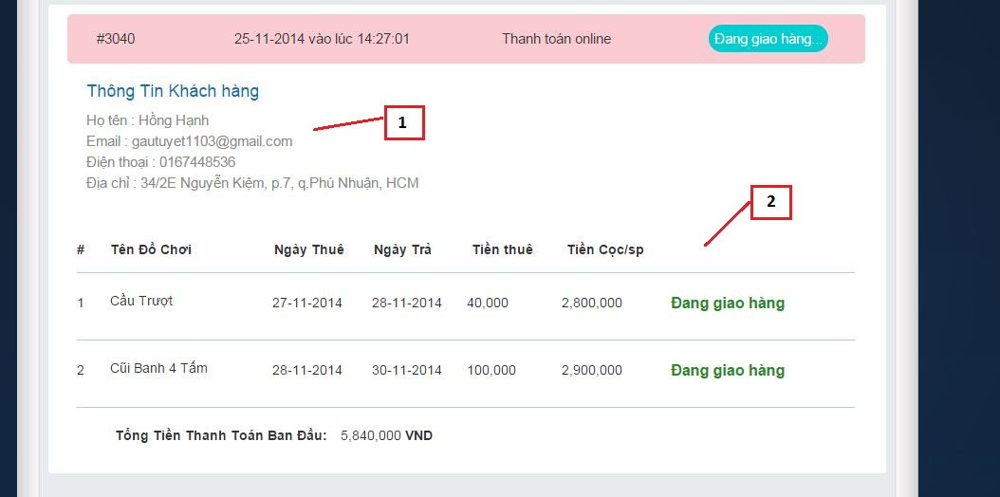 #3040 25-11-2014 vào lúc 14:27:01 Thanh toán online Đang giao hàng...
Thông Tin Khách hàng
Họ tên : Hồng Hạnh
1
Email : gautuyet1103@gmail.com
Điện thoại : 0167448536
Địa chỉ : 34/2E Nguyễn Kiệm, p.7, q.Phú Nhuận, HCM
2
# Tên Đồ Chơi Ngày Thuê Ngày Trả Tiền thuê Tiền Cọc/sp
1 Cầu Trượt 27-11-2014 28-11-2014 40,000 2,800,000 Đang giao hàng
2 Cũi Banh 4 Tấm 28-11-2014 30-11-2014 100,000 2,900,000 Đang giao hàng
Tổng Tiền Thanh Toán Ban Đầu: 5,840,000 VND